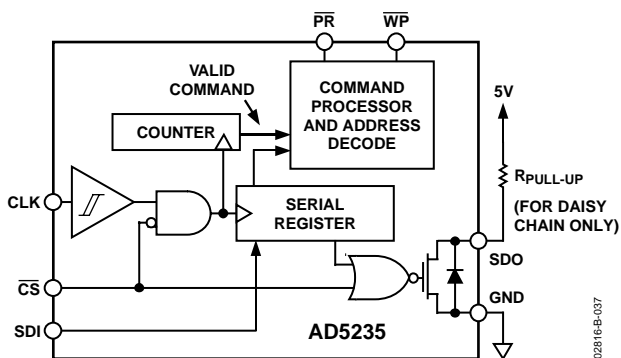 PR
WP
VALID
COMMAND
COMMAND
PROCESSOR
AND ADDRESS
DECODE
5V
COUNTER
RPULL-UP
CLK
SERIAL
REGISTER
(FOR DAISY
CHAIN ONLY)
SDO
CS
GND
SDI
AD5235
02816-B-037